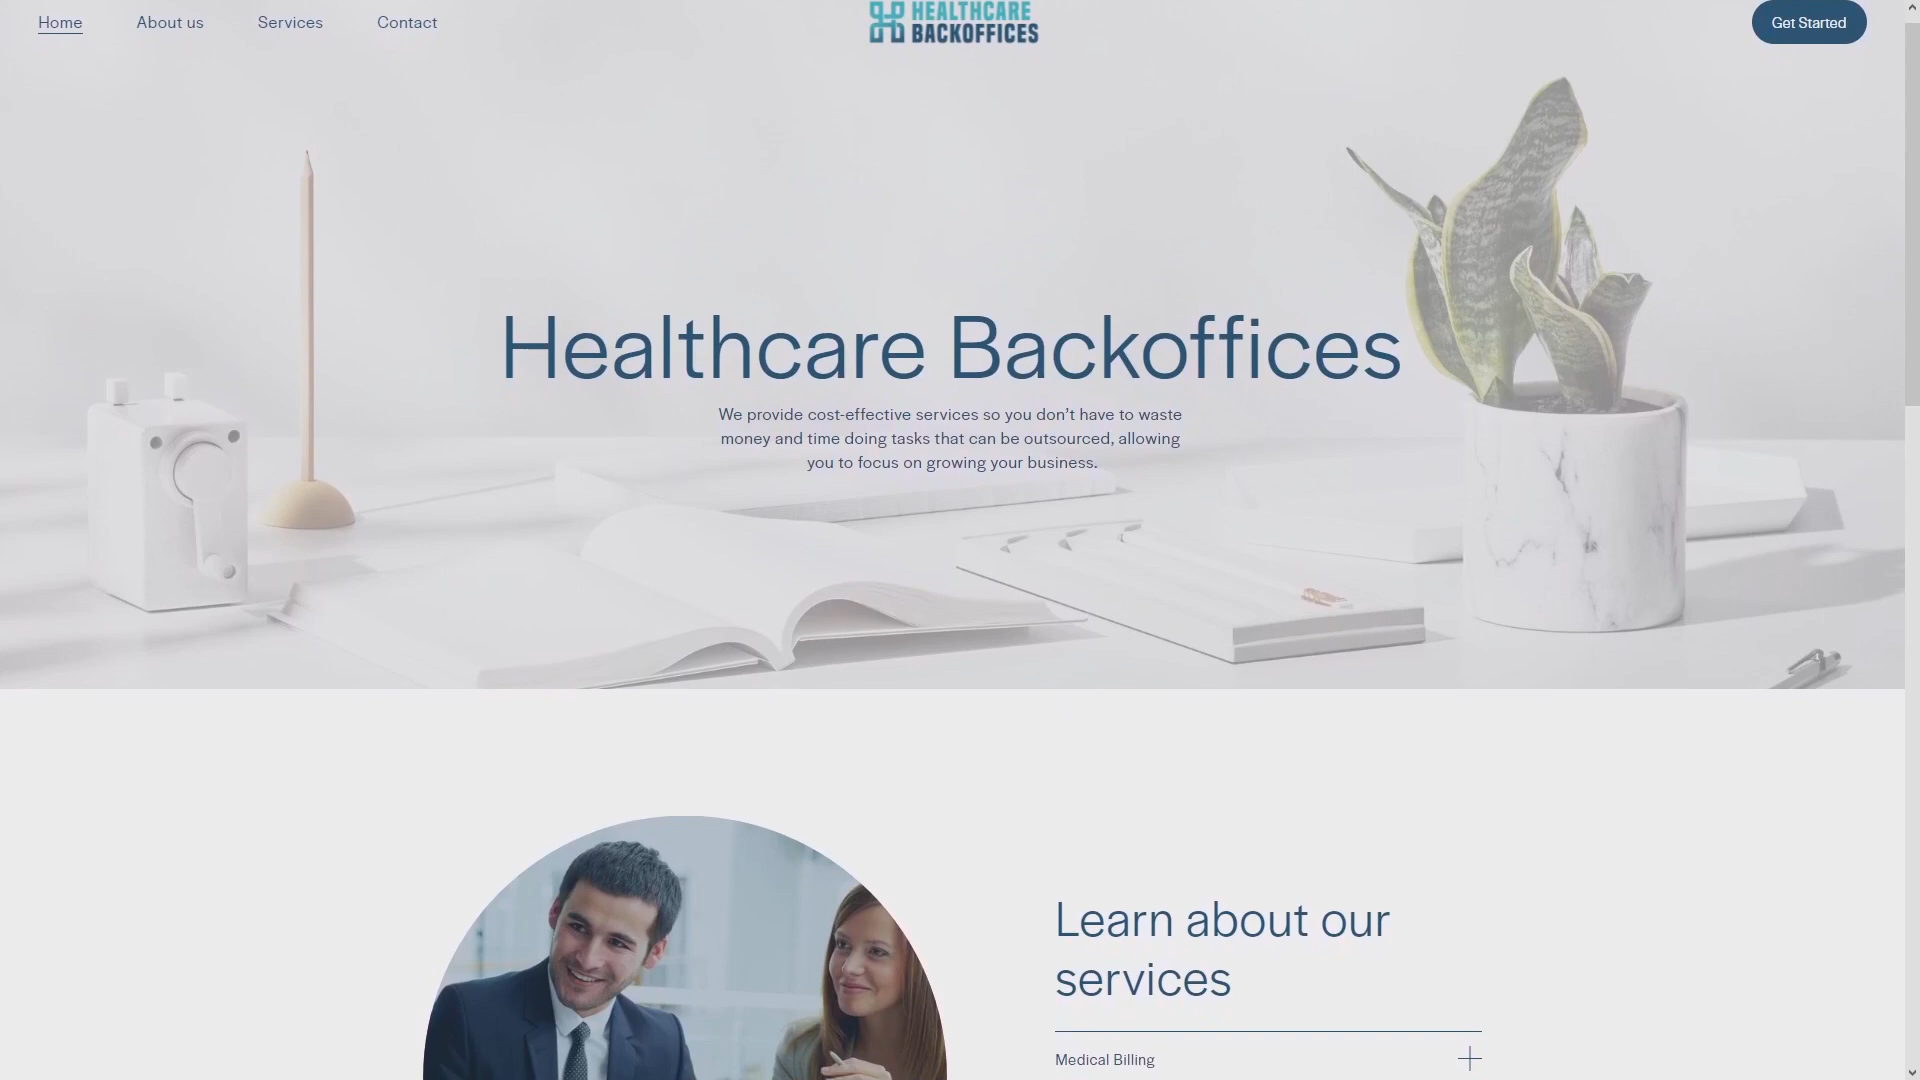 Home
About us
Services
Contact
HEALTHCARE
BACKOFFICES
Get Started
Healthcare Backoffices
We provide cost-effective services so you don’t have to waste
money and time doing tasks that can be outsourced, allowing
you to focus on growing your business.
Learn about our
services
Medical Billing